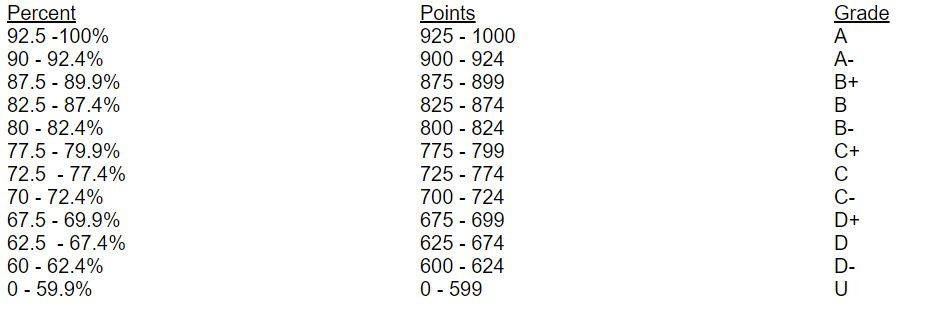 Percent Points Grade
92.5 -100% 925 - 1000 A
90 - 92.4% 900 - 924 A-
87.5 - 89.9% 875 - 899 B+
82.5 - 87.4% 825 - 874 B
80 - 82.4% 800 - 824 B-
77.5 - 79.9% 775 - 799 C+
72.5  - 77.4% 725 - 774 C
70 - 72.4% 700 - 724 C-
67.5 - 69.9% 675 - 699 D+
62.5  - 67.4% 625 - 674 D
60 - 62.4% 600 - 624 D-
0 - 59.9% 0 - 599 U